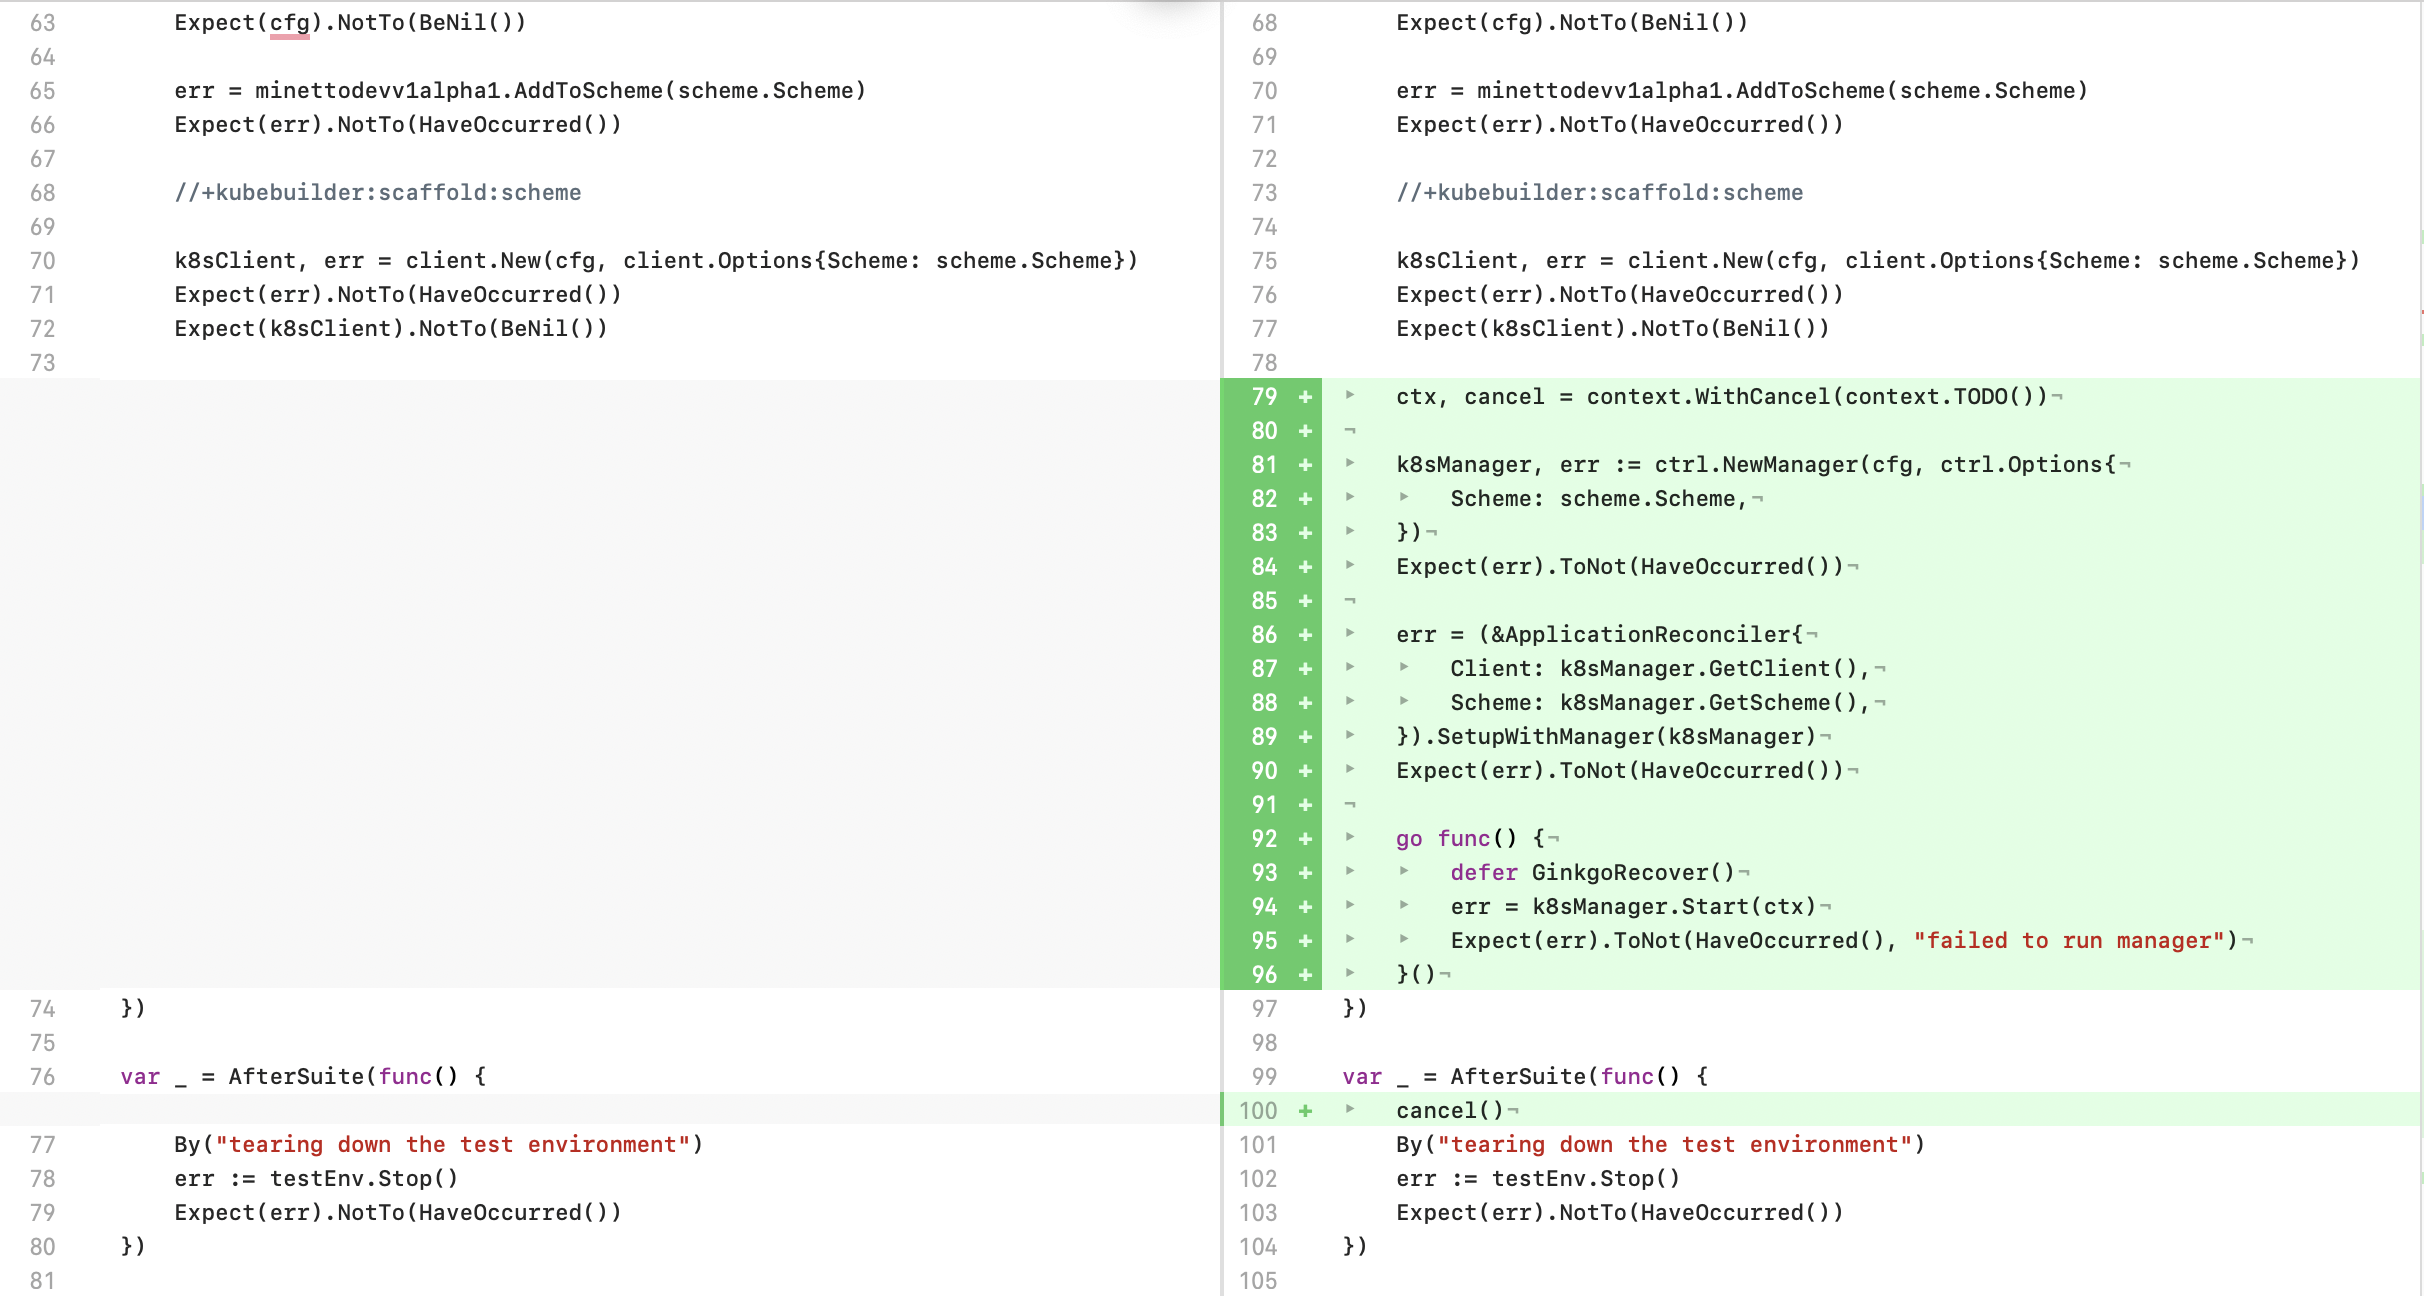 63 Expect(cfg).NotTo(BeNil())
64
65 err = minettodevv1alpha1.AddToScheme(scheme.Scheme)
66 Expect(err).NotTo(HaveOccurred())
67
68 //+kubebuilder:scaffold:scheme
69
70 k8sClient, err = client.New(cfg, client.Options{Scheme: scheme.Scheme})
71 Expect(err).NotTo(HaveOccurred())
72 Expect(k8sClient).NotTo(BeNil())
73
74 })
75
76 var _ = AfterSuite(func() {
77 By("tearing down the test environment")
78 err := testEnv.Stop()
79 Expect(err).NotTo(HaveOccurred())
80 })
81
68 Expect(cfg).NotTo(BeNil())
69
70 err = minettodevv1alpha1.AddToScheme(scheme.Scheme)
71 Expect(err).NotTo(HaveOccurred())
72
73 //+kubebuilder:scaffold:scheme
74
75 k8sClient, err = client.New(cfg, client.Options{Scheme: scheme.Scheme})
76 Expect(err).NotTo(HaveOccurred())
77 Expect(k8sClient).NotTo(BeNil())
78
79 + ▸ ctx, cancel = context.WithCancel(context.TODO())¬
80 + ¬
81 + ▸ k8sManager, err := ctrl.NewManager(cfg, ctrl.Options{¬
82 + ▸ ▸ Scheme: scheme.Scheme,¬
83 + ▸ })¬
84 + ▸ Expect(err).ToNot(HaveOccurred())¬
85 + ¬
86 + ▸ err = (&ApplicationReconciler{¬
87 + ▸ ▸ Client: k8sManager.GetClient(),¬
88 + ▸ ▸ Scheme: k8sManager.GetScheme(),¬
89 + ▸ }).SetupWithManager(k8sManager)¬
90 + ▸ Expect(err).ToNot(HaveOccurred())¬
91 + ¬
92 + ▸ go func() {¬
93 + ▸ ▸ defer GinkgoRecover()¬
94 + ▸ ▸ err = k8sManager.Start(ctx)¬
95 + ▸ ▸ Expect(err).ToNot(HaveOccurred(), "failed to run manager")¬
96 + ▸ }()¬
97 })
98
99 var _ = AfterSuite(func() {
100 + ▸ cancel()¬
101 By("tearing down the test environment")
102 err := testEnv.Stop()
103 Expect(err).NotTo(HaveOccurred())
104 })
105